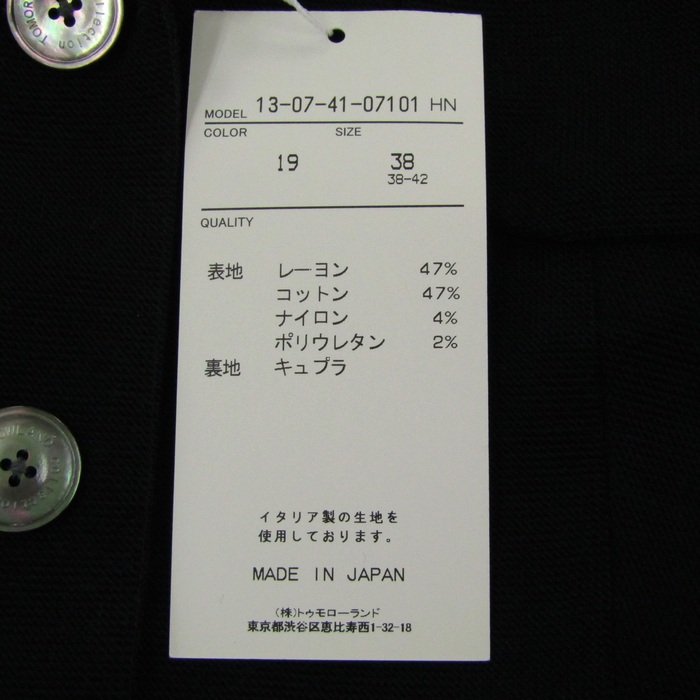 ollection TOMOR
MODEL 13-07-41-07101 HN
COLOR SIZE
19 38
38-42
QUALITY
表地 レーヨン 47%
コットン 47%
ナイロン 4%
ポリウレタン 2%
裏地 キュプラ
イタリア製の生地を
使用しております。
MADE IN JAPAN
(株)トゥモローランド
東京都渋谷区恵比寿西1-32-18